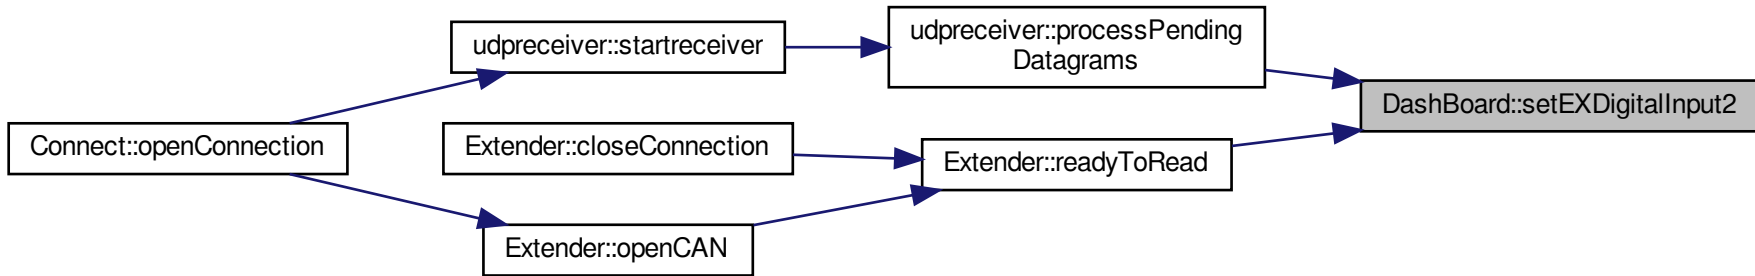 udpreceiver::processPending
Datagrams
udpreceiver::startreceiver
DashBoard::setEXDigitalInput2
Connect::openConnection
Extender::closeConnection
Extender::readyToRead
Extender::openCAN